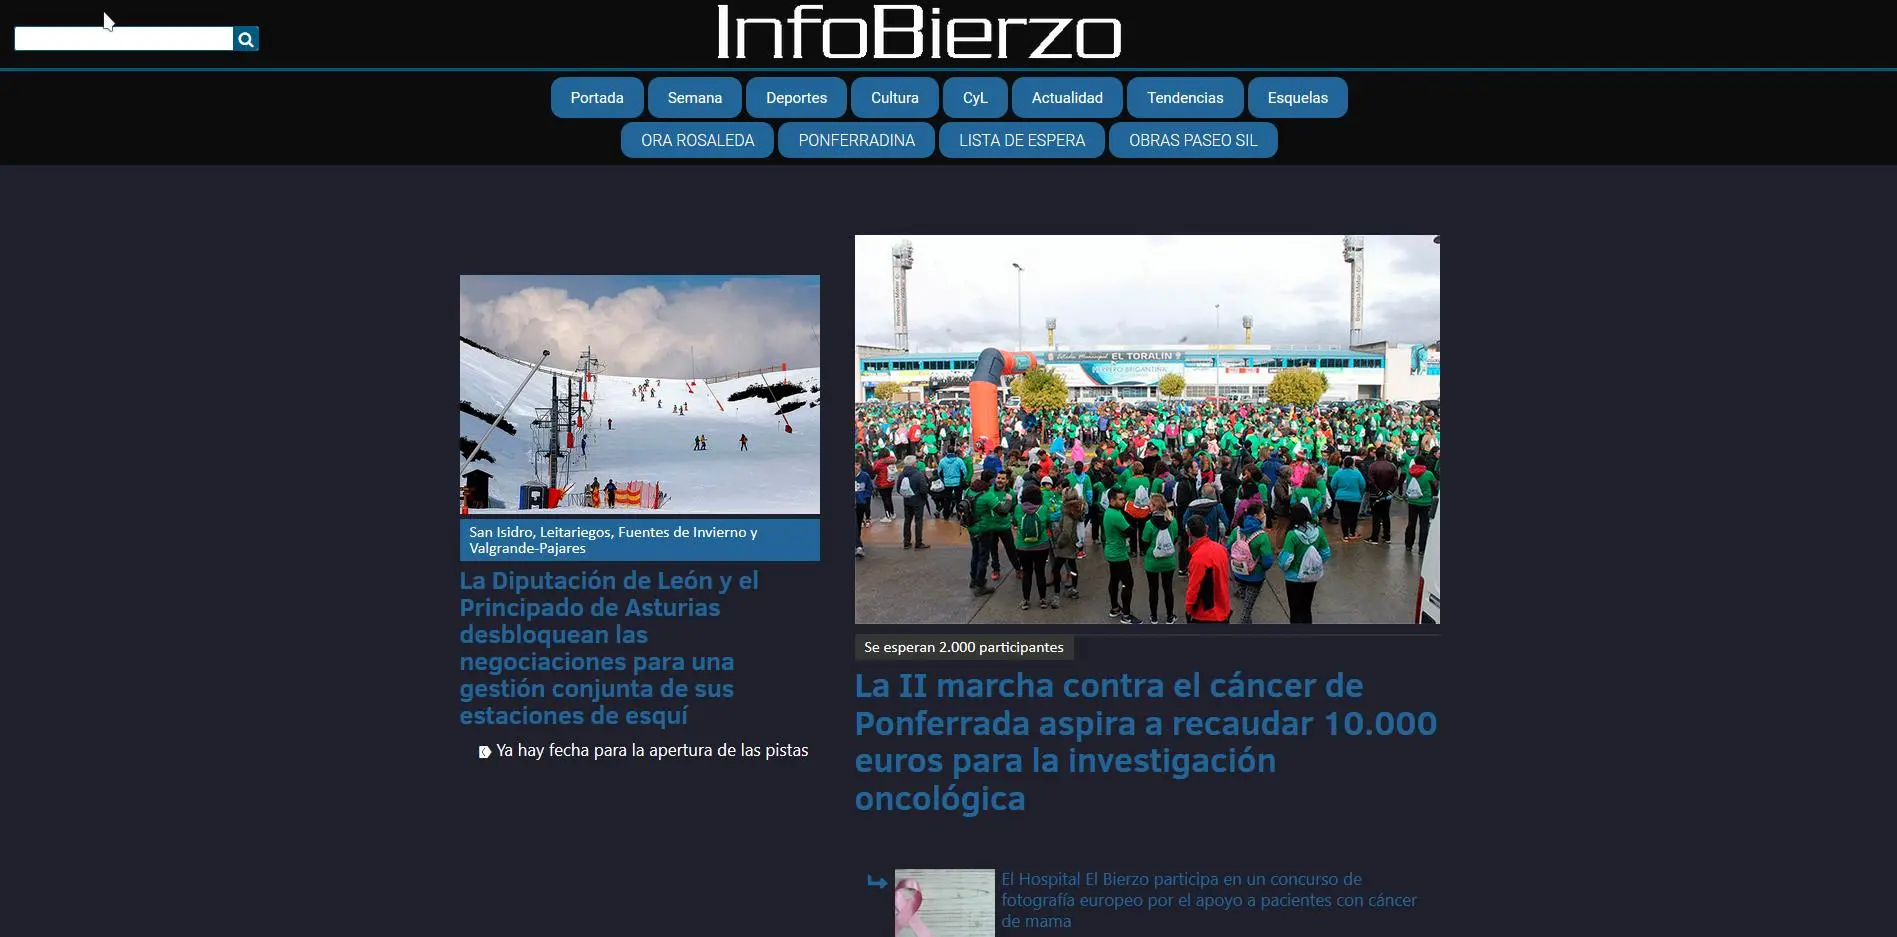 InfoBierzo
Portada
Semana
Deportes
Cultura
CyL
Actualidad
Tendencias
Esquelas
ORA ROSALEDA
PONFERRADINA
LISTA DE ESPERA
OBRAS PASEO SIL
San Isidro, Leitariegos, Fuentes de Invierno y
Valgrande-Pajares
La Diputación de León y el
Principado de Asturias
desbloquean las
negociaciones para una
gestión conjunta de sus
estaciones de esquí
Ya hay fecha para la apertura de las pistas
Estadio Municipal EL TORALIN
Se esperan 2.000 participantes
La II marcha contra el cáncer de
Ponferrada aspira a recaudar 10.000
euros para la investigación
oncológica
El Hospital El Bierzo participa en un concurso de
fotografía europeo por el apoyo a pacientes con cáncer
de mama